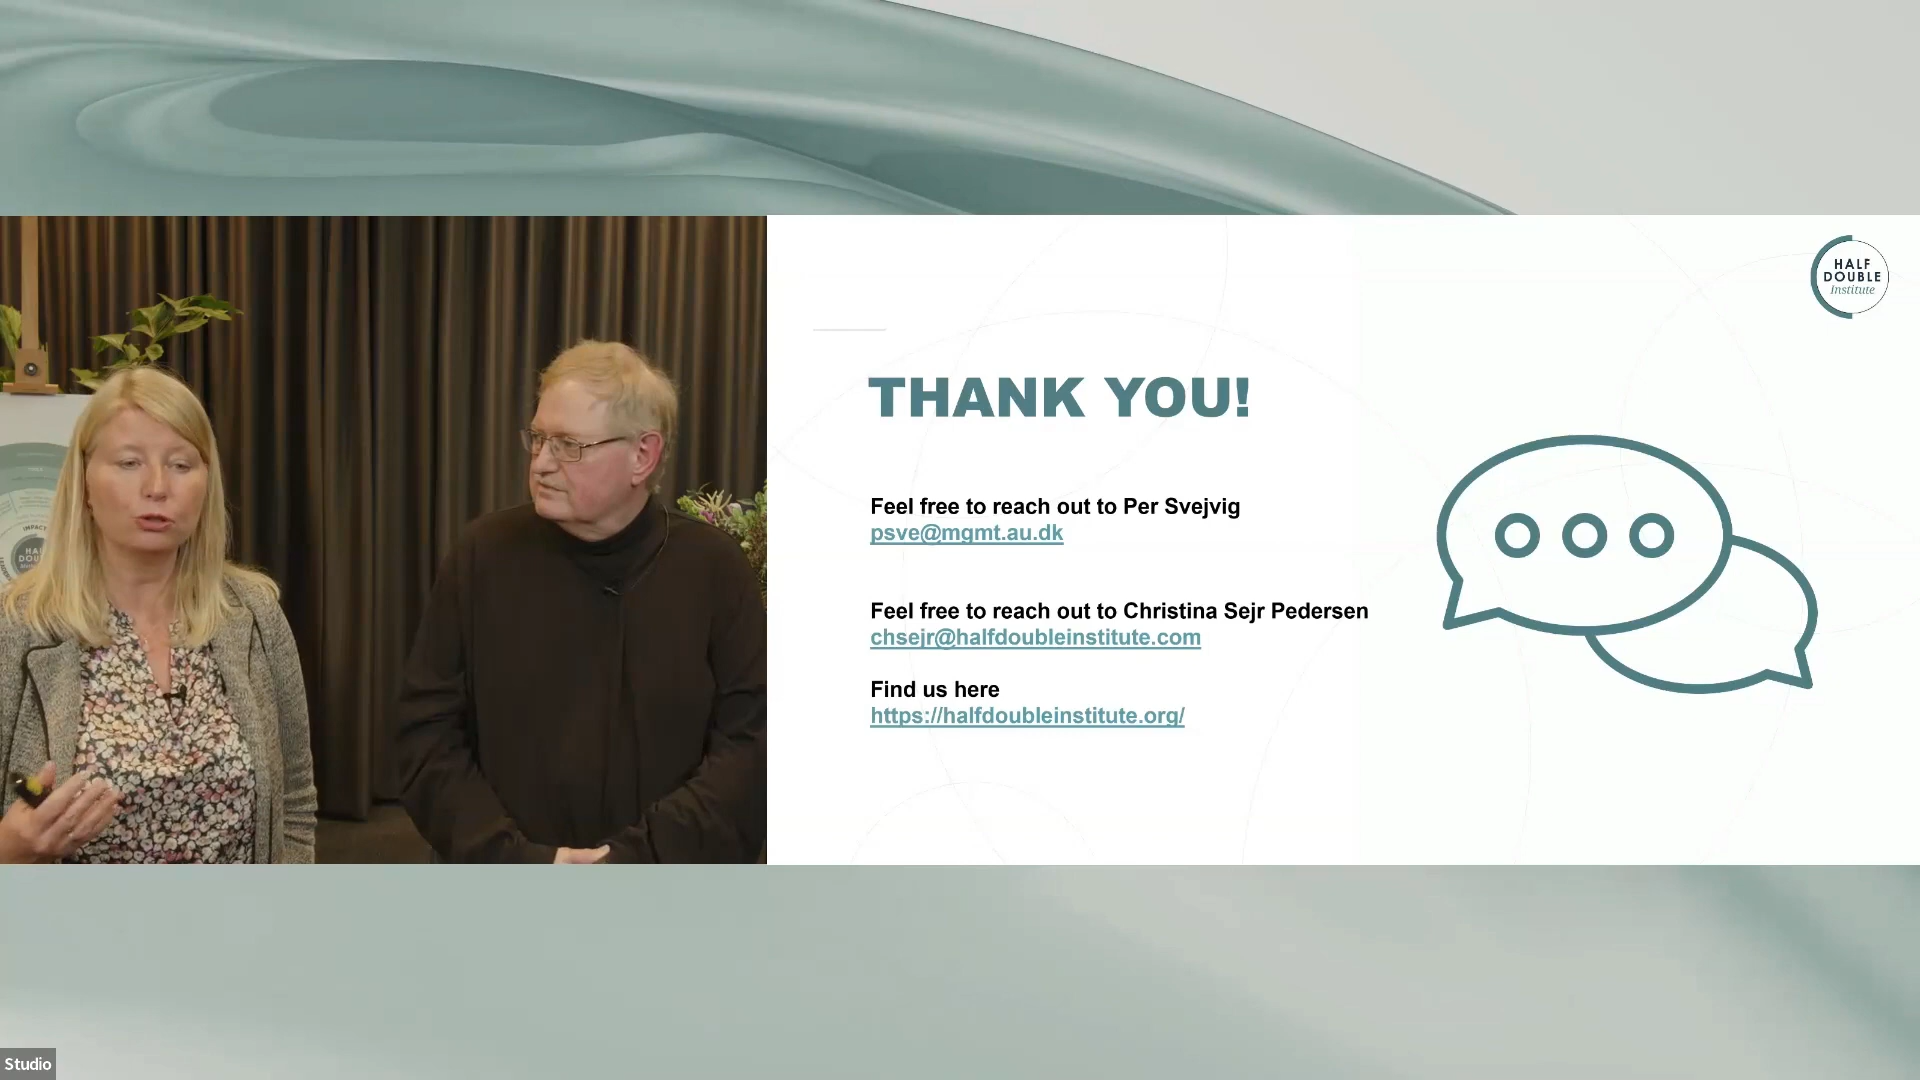 HALF
DOUBLE
Institute
THANK YOU!
Feel free to reach out to Per Svejvig
psve@mgmt.au.dk
Feel free to reach out to Christina Sejr Pedersen
chsejr@halfdoubleinstitute.com
Find us here
https://halfdoubleinstitute.org/
IMPACT
Studio